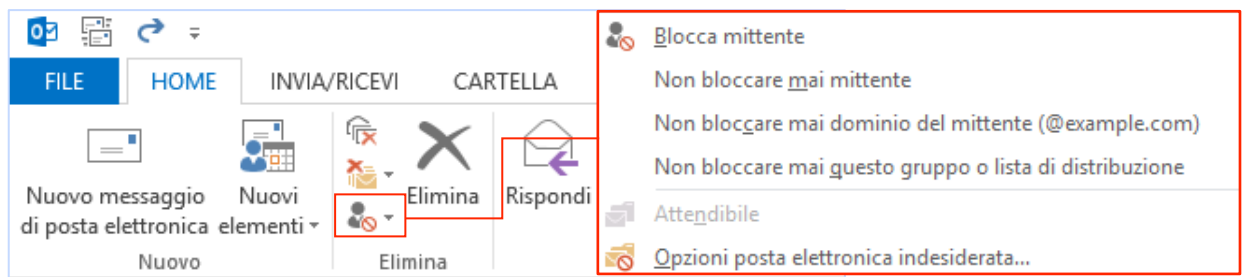 FILE HOME INVIA/RICEVI CARTELLA
Nuovo messaggio
di posta elettronica
Nuovi
elementi
Elimina
Rispondi
Nuovo
Elimina
Blocca mittente
Non bloccare mai mittente
Non bloccare mai dominio del mittente (@example.com)
Non bloccare mai questo gruppo o lista di distribuzione
Attendibile
Opzioni posta elettronica indesiderata...